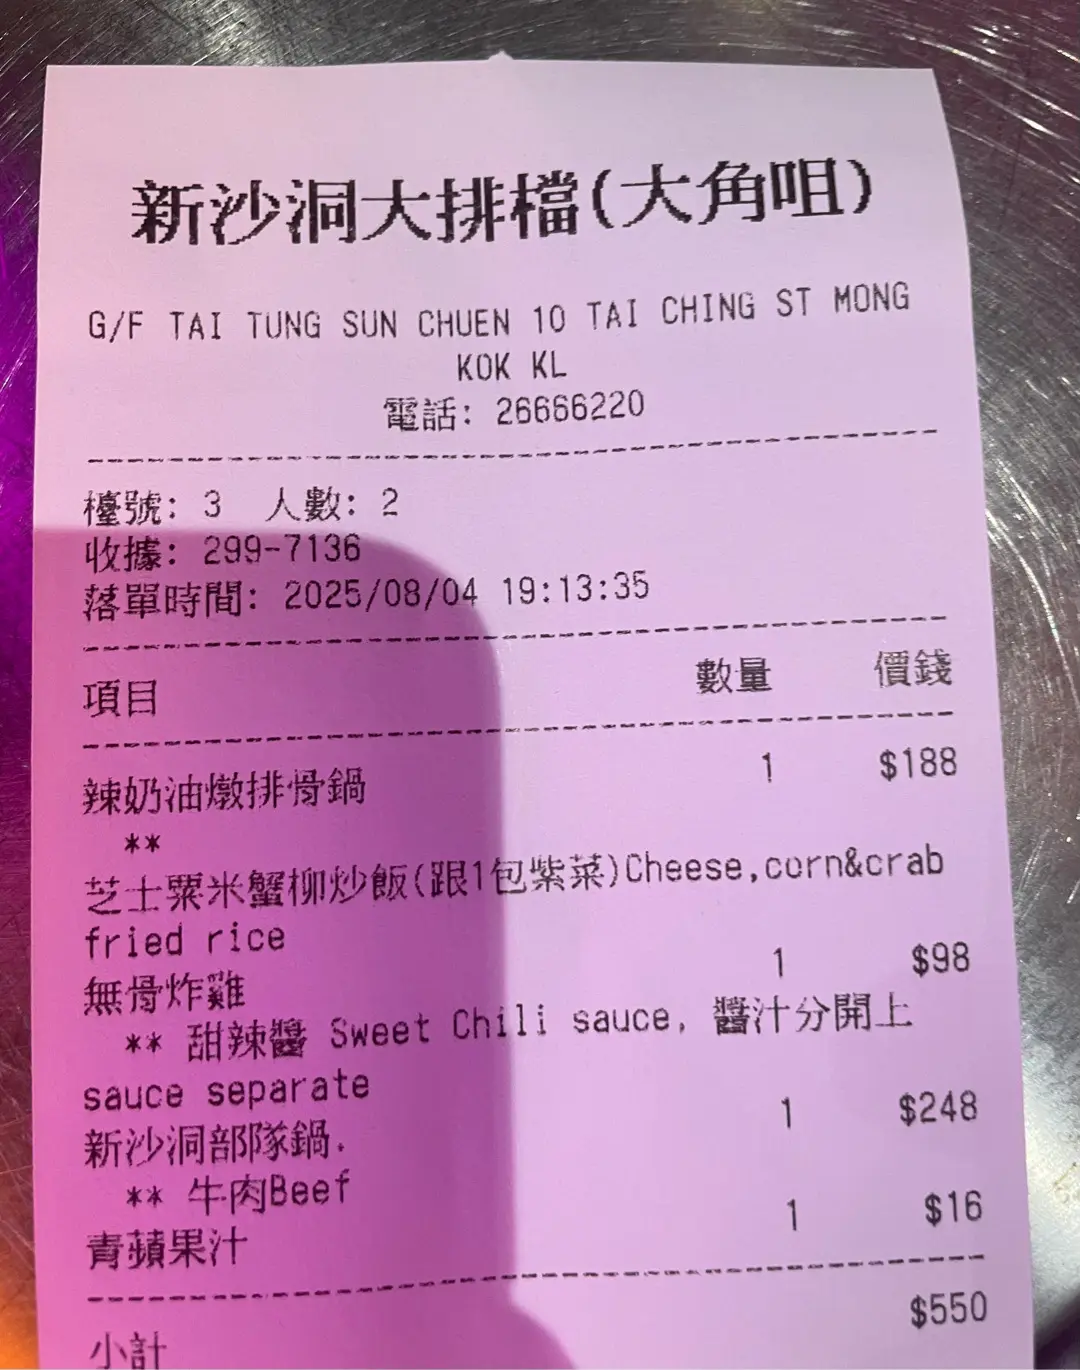 新沙洞大排檔(大角咀)
G/F TAI TUNG SUN CHUEN 10 TAI CHING ST MONG
KOK KL
電話: 26666220
檯號: 3 人數: 2
收據: 299-7136
落單時間: 2025/08/04 19:13:35
項目 數量 價錢
辣奶油燉排骨鍋 1 $188
**
芝士粟米蟹柳炒飯(跟1包紫菜)Cheese,corn&crab
fried rice
無骨炸雞 1 $98
** 甜辣醬 Sweet Chili sauce, 醬汁分開上
sauce separate
新沙洞部隊鍋. 1 $248
** 牛肉Beef
青蘋果汁 1 $16
小計 $550